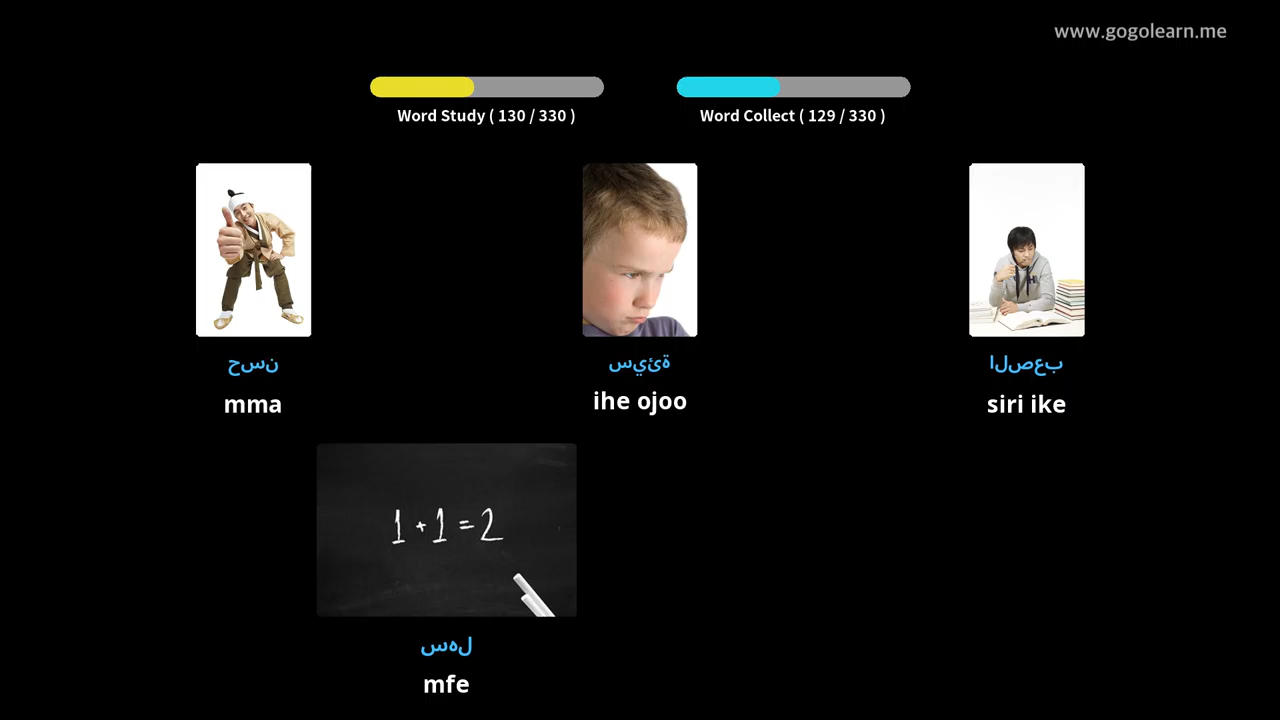 www.gogolearn.me
Word Study ( 130 / 330 )
Word Collect ( 129 / 330 )
حسن
mma
سيئة
ihe ojoo
الصعب
siri ike
1 + 1 = 2
سهل
mfe